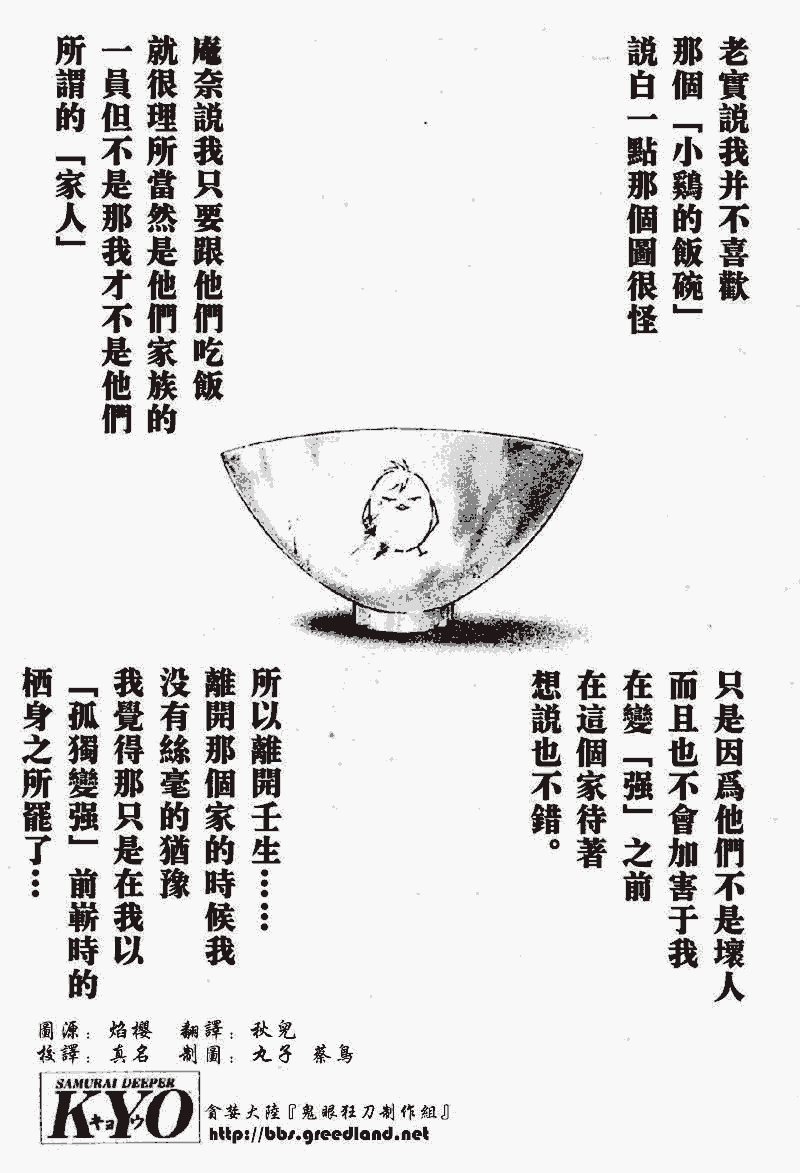 老實説我并不喜歡
那個「小鷄的飯碗」
説白一點那個圖很怪
庵奈説我只要跟他們吃飯
就很理所當然是他們家族的
一員但不是那我才不是他們
所謂的「家人」
只是因爲他們不是壞人
而且也不會加害于我
在變「强」之前
在這個家待著
想説也不錯。
所以離開壬生……
離開那個家的時候我
没有絲毫的猶豫
我覺得那只是在我以
「孤獨變强」前嶄時的
栖身之所罷了…
圖源：焰櫻 翻譯：秋兒
校譯：真名 制圖：丸子 蔡鳥
SAMURAI DEEPER
KYO
キョウ
貪婪大陸『鬼眼狂刀制作組』
http://bbs.greedland.net